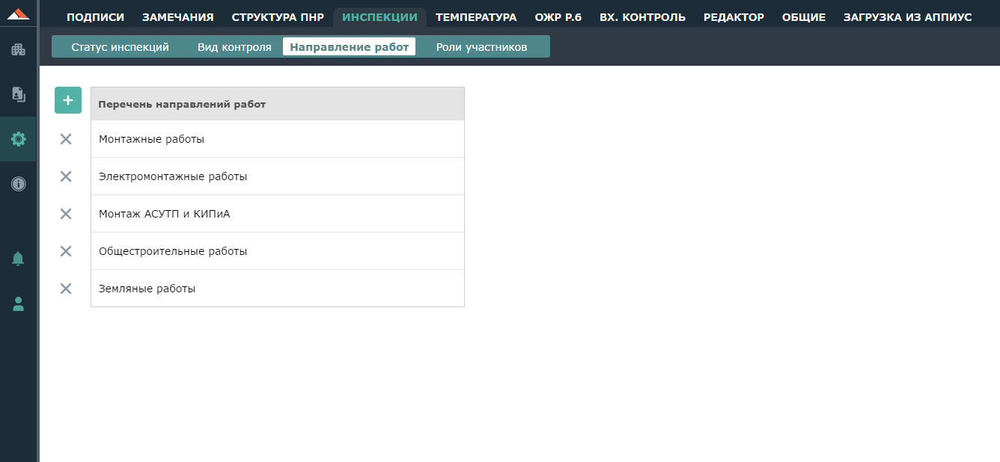 ПОДПИСИ ЗАМЕЧАНИЯ СТРУКТУРА ПНР ИНСПЕКЦИИ ТЕМПЕРАТУРА ОЖР Р.6 ВХ. КОНТРОЛЬ РЕДАКТОР ОБЩИЕ ЗАГРУЗКА ИЗ АППИУС
Статус инспекций Вид контроля Направление работ Роли участников
Перечень направлений работ
Монтажные работы
Электромонтажные работы
Монтаж АСУТП и КИПиА
Общестроительные работы
Земляные работы